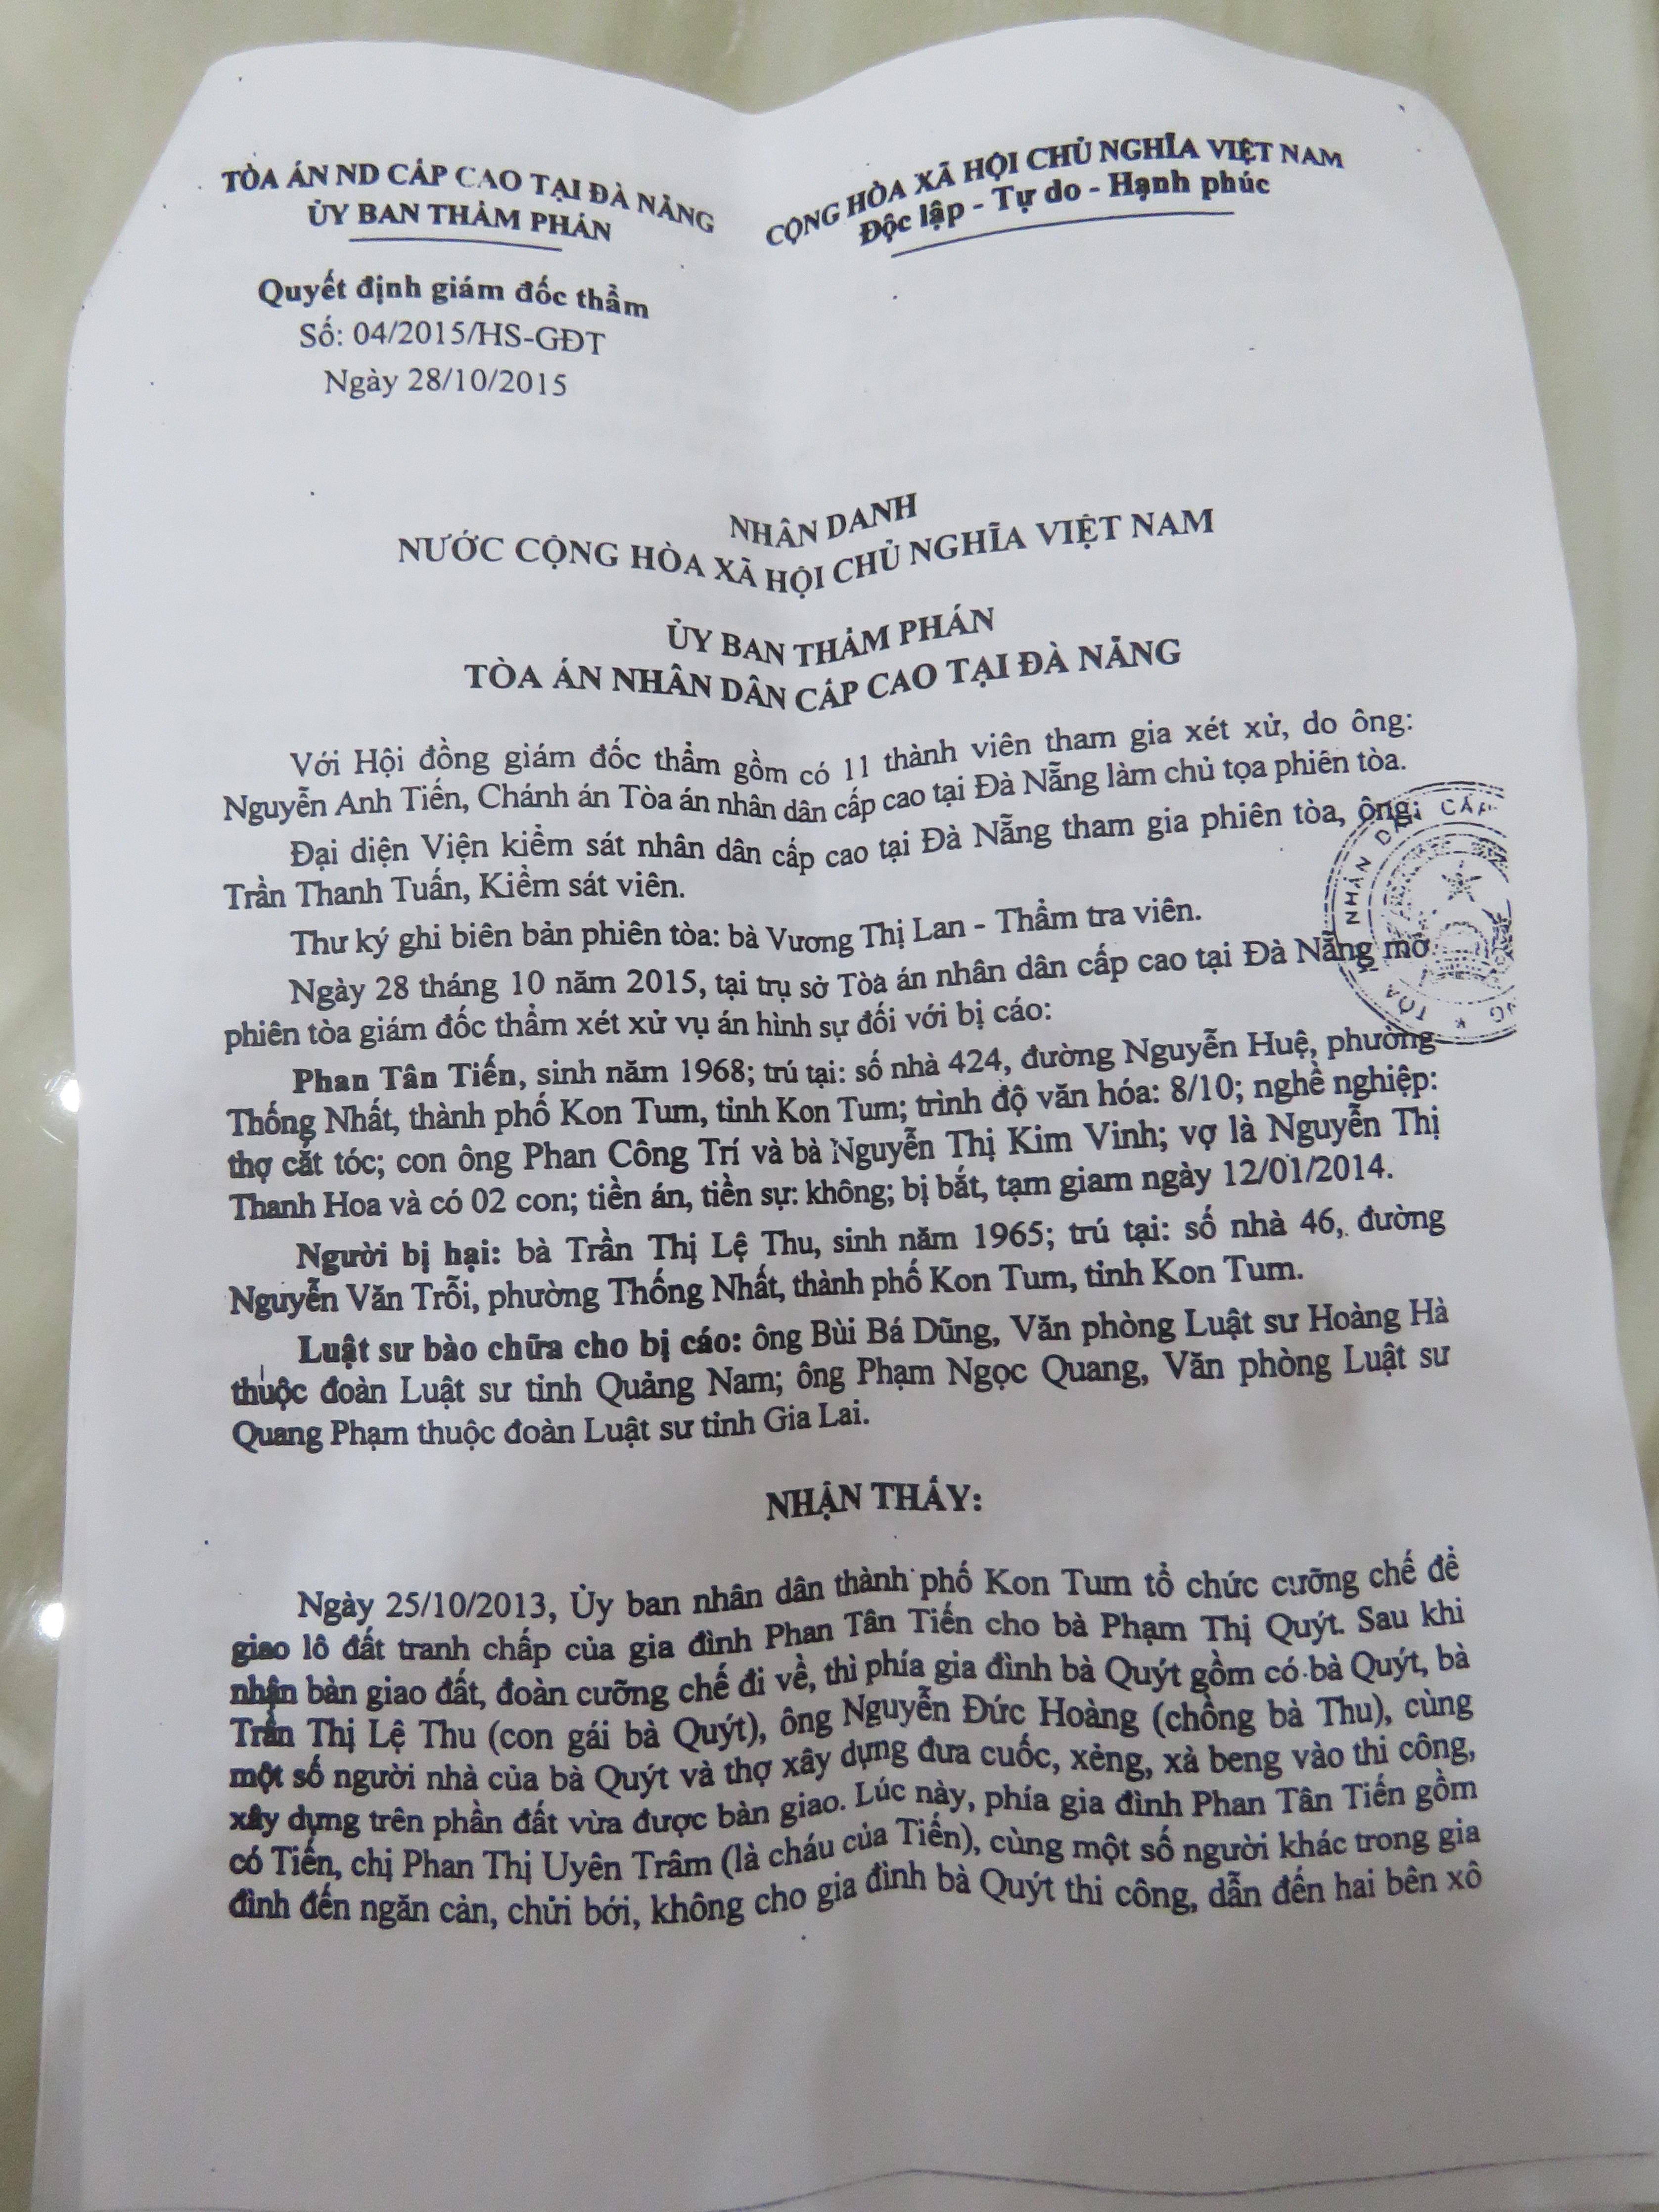 TÒA ÁN ND CẤP CAO TẠI ĐÀ NẴNG
ỦY BAN THẨM PHÁN
CỘNG HÒA XÃ HỘI CHỦ NGHĨA VIỆT NAM
Độc lập - Tự do - Hạnh phúc
Quyết định giám đốc thẩm
Số: 04/2015/HS-GĐT
Ngày 28/10/2015
NHÂN DANH
NƯỚC CỘNG HÒA XÃ HỘI CHỦ NGHĨA VIỆT NAM
ỦY BAN THẨM PHÁN
TÒA ÁN NHÂN DÂN CẤP CAO TẠI ĐÀ NẴNG
Với Hội đồng giám đốc thẩm gồm có 11 thành viên tham gia xét xử, do ông:
Nguyễn Anh Tiến, Chánh án Tòa án nhân dân cấp cao tại Đà Nẵng làm chủ tọa phiên tòa.
Đại diện Viện kiểm sát nhân dân cấp cao tại Đà Nẵng tham gia phiên tòa, ông:
Trần Thanh Tuấn, Kiểm sát viên.
Thư ký ghi biên bản phiên tòa: bà Vương Thị Lan - Thẩm tra viên.
Ngày 28 tháng 10 năm 2015, tại trụ sở Tòa án nhân dân cấp cao tại Đà Nẵng mở
phiên tòa giám đốc thẩm xét xử vụ án hình sự đối với bị cáo:
Phan Tân Tiến, sinh năm 1968; trú tại: số nhà 424, đường Nguyễn Huệ, phường
Thống Nhất, thành phố Kon Tum, tỉnh Kon Tum; trình độ văn hóa: 8/10; nghề nghiệp:
thợ cắt tóc; con ông Phan Công Trí và bà Nguyễn Thị Kim Vinh; vợ là Nguyễn Thị
Thanh Hoa và có 02 con; tiền án, tiền sự: không; bị bắt, tạm giam ngày 12/01/2014.
Người bị hại: bà Trần Thị Lệ Thu, sinh năm 1965; trú tại: số nhà 46, đường
Nguyễn Văn Trỗi, phường Thống Nhất, thành phố Kon Tum, tỉnh Kon Tum.
Luật sư bào chữa cho bị cáo: ông Bùi Bá Dũng, Văn phòng Luật sư Hoàng Hà
thuộc đoàn Luật sư tỉnh Quảng Nam; ông Phạm Ngọc Quang, Văn phòng Luật sư
Quang Phạm thuộc đoàn Luật sư tỉnh Gia Lai.
NHẬN THẤY:
Ngày 25/10/2013, Ủy ban nhân dân thành phố Kon Tum tổ chức cưỡng chế để
giao lô đất tranh chấp của gia đình Phan Tân Tiến cho bà Phạm Thị Quýt. Sau khi
nhận bàn giao đất, đoàn cưỡng chế đi về, thì phía gia đình bà Quýt gồm có bà Quýt, bà
Trần Thị Lệ Thu (con gái bà Quýt), ông Nguyễn Đức Hoàng (chồng bà Thu), cùng
một số người nhà của bà Quýt và thợ xây dựng đưa cuốc, xẻng, xà beng vào thi công,
xây dựng trên phần đất vừa được bàn giao. Lúc này, phía gia đình Phan Tân Tiến gồm
có Tiến, chị Phan Thị Uyên Trâm (là cháu của Tiến), cùng một số người khác trong gia
đình đến ngăn cản, chửi bới, không cho gia đình bà Quýt thi công, dẫn đến hai bên xô